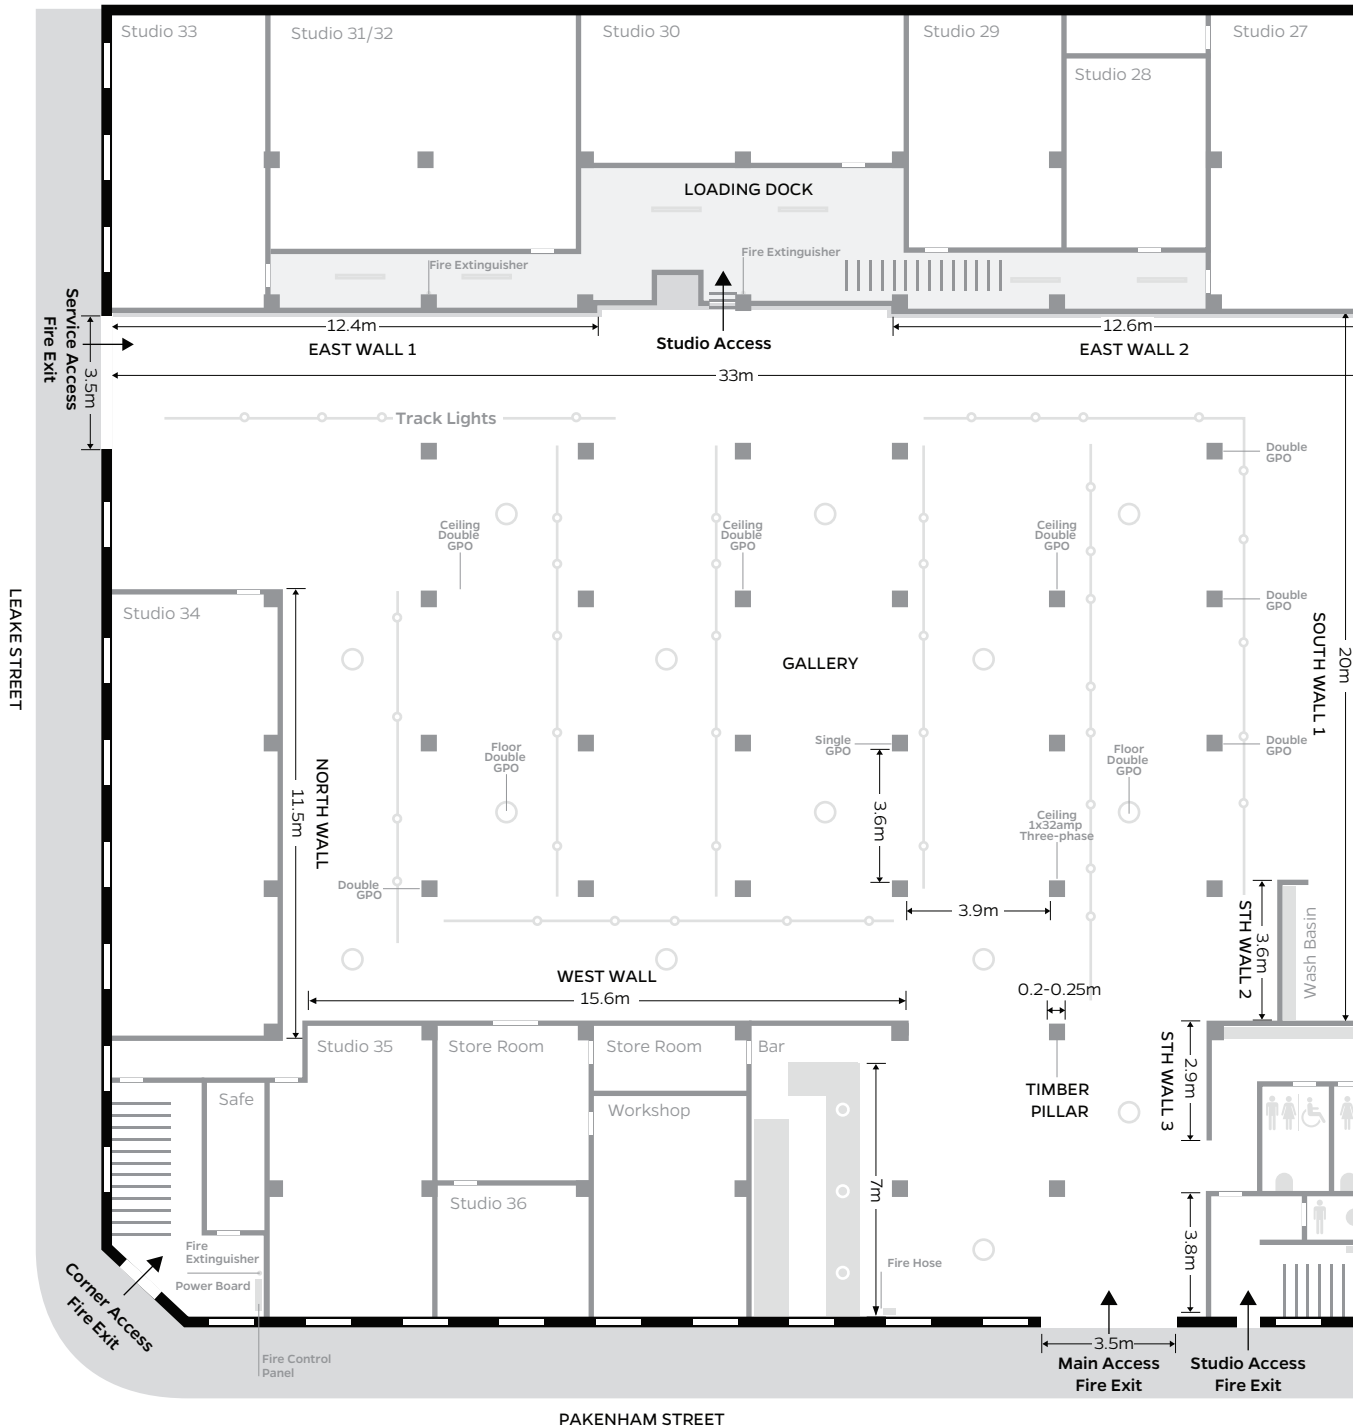 Studio 33
Studio 31/32
Studio 30
Studio 29
Studio 28
Studio 27
LOADING DOCK
Fire Extinguisher
Fire Extinguisher
Service Access
Fire Exit
3.5m
12.4m
EAST WALL 1
Studio Access
12.6m
EAST WALL 2
33m
Track Lights
Double
GPO
Ceiling
Double
GPO
Ceiling
Double
GPO
Ceiling
Double
GPO
Double
GPO
LEAKE STREET
Studio 34
GALLERY
SOUTH WALL 1
20m
NORTH WALL
11.5m
Floor
Double
GPO
Single
GPO
Floor
Double
GPO
Double
GPO
3.6m
Ceiling
1x32amp
Three-phase
Double
GPO
3.9m
STH WALL 2
3.6m
Wash Basin
WEST WALL
15.6m
0.2-0.25m
Studio 35
Store Room
Store Room
Bar
STH WALL 3
2.9m
TIMBER
PILLAR
Safe
Workshop
7m
Studio 36
3.8m
Fire
Extinguisher
Power Board
Fire Hose
Corner Access
Fire Exit
Fire Control
Panel
3.5m
Main Access
Fire Exit
Studio Access
Fire Exit
PAKENHAM STREET